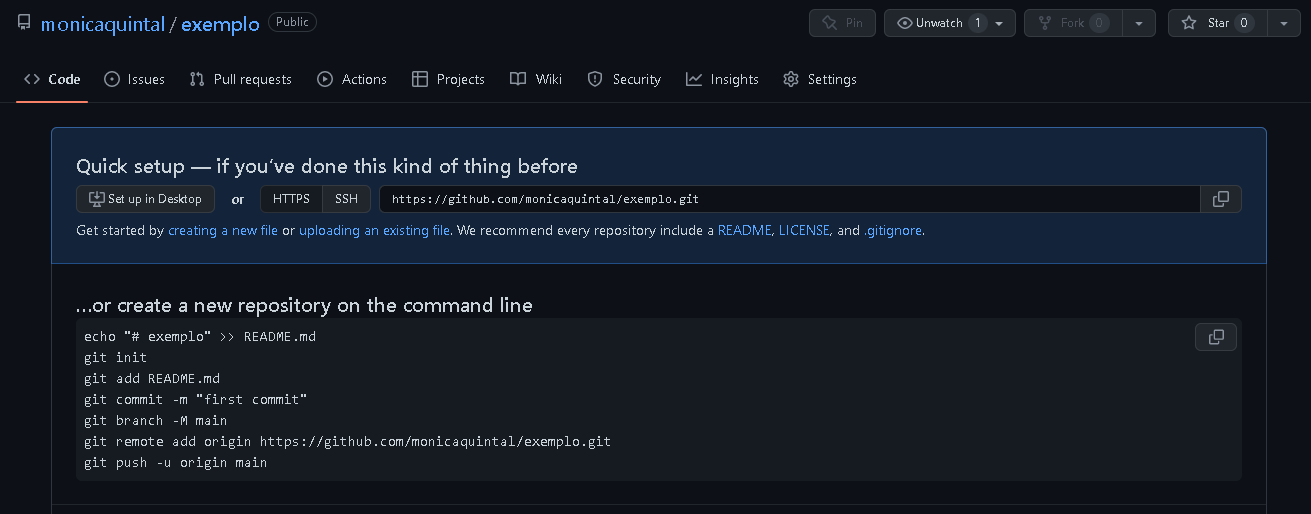 monicaquintal / exemplo Public
Pin Unwatch 1 Fork 0 Star 0
Code Issues Pull requests Actions Projects Wiki Security Insights Settings
Quick setup — if you've done this kind of thing before
Set up in Desktop or HTTPS SSH https://github.com/monicaquintal/exemplo.git
Get started by creating a new file or uploading an existing file. We recommend every repository include a README, LICENSE, and .gitignore.
…or create a new repository on the command line
echo "# exemplo" >> README.md
git init
git add README.md
git commit -m "first commit"
git branch -M main
git remote add origin https://github.com/monicaquintal/exemplo.git
git push -u origin main